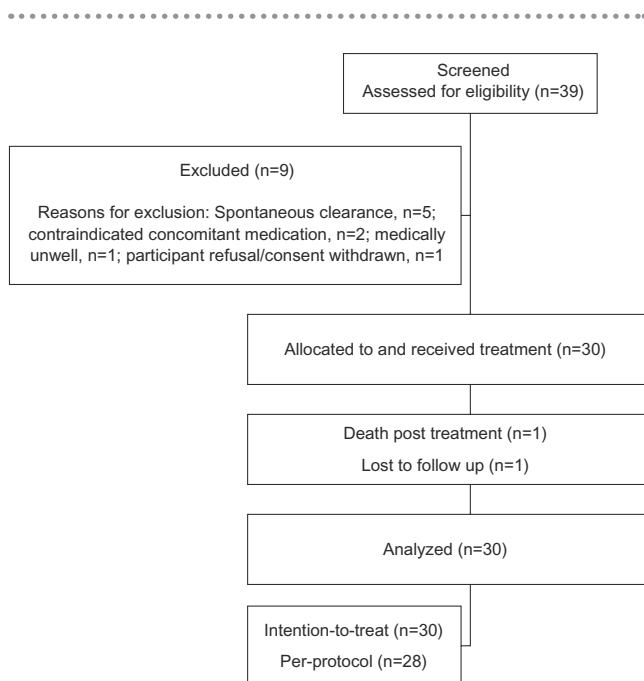 Screened
Assessed for eligibility (n=39)
Excluded (n=9)
Reasons for exclusion: Spontaneous clearance, n=5;
contraindicated concomitant medication, n=2; medically
unwell, n=1; participant refusal/consent withdrawn, n=1
Allocated to and received treatment (n=30)
Death post treatment (n=1)
Lost to follow up (n=1)
Analyzed (n=30)
Intention-to-treat (n=30)
Per-protocol (n=28)